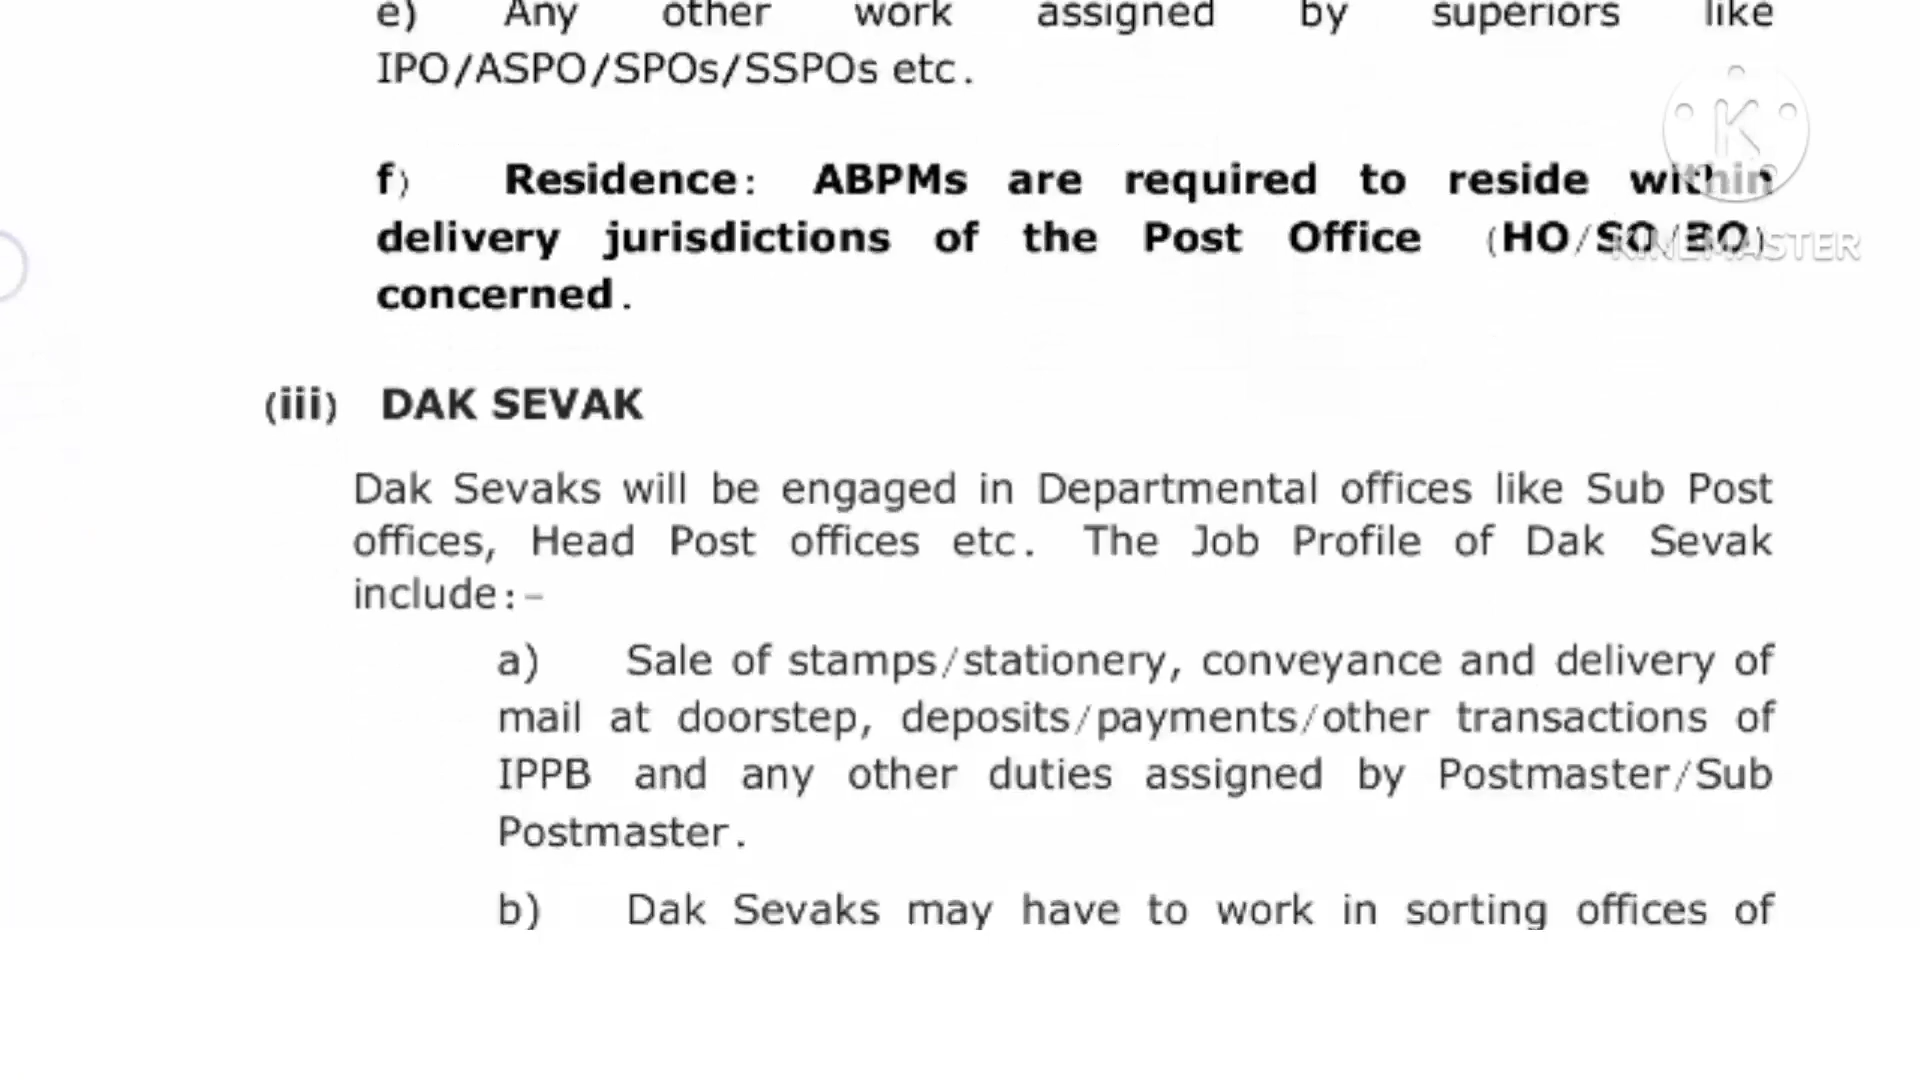 e) Any other work assigned by superiors like
IPO/ASPO/SPOs/SSPOs etc.
f) Residence: ABPMs are required to reside within
delivery jurisdictions of the Post Office (HO/SO/BO)
concerned.
(iii) DAK SEVAK
Dak Sevaks will be engaged in Departmental offices like Sub Post
offices, Head Post offices etc. The Job Profile of Dak Sevak
include:-
a) Sale of stamps/stationery, conveyance and delivery of
mail at doorstep, deposits/payments/other transactions of
IPPB and any other duties assigned by Postmaster/Sub
Postmaster.
b) Dak Sevaks may have to work in sorting offices of
K
KINEMASTER